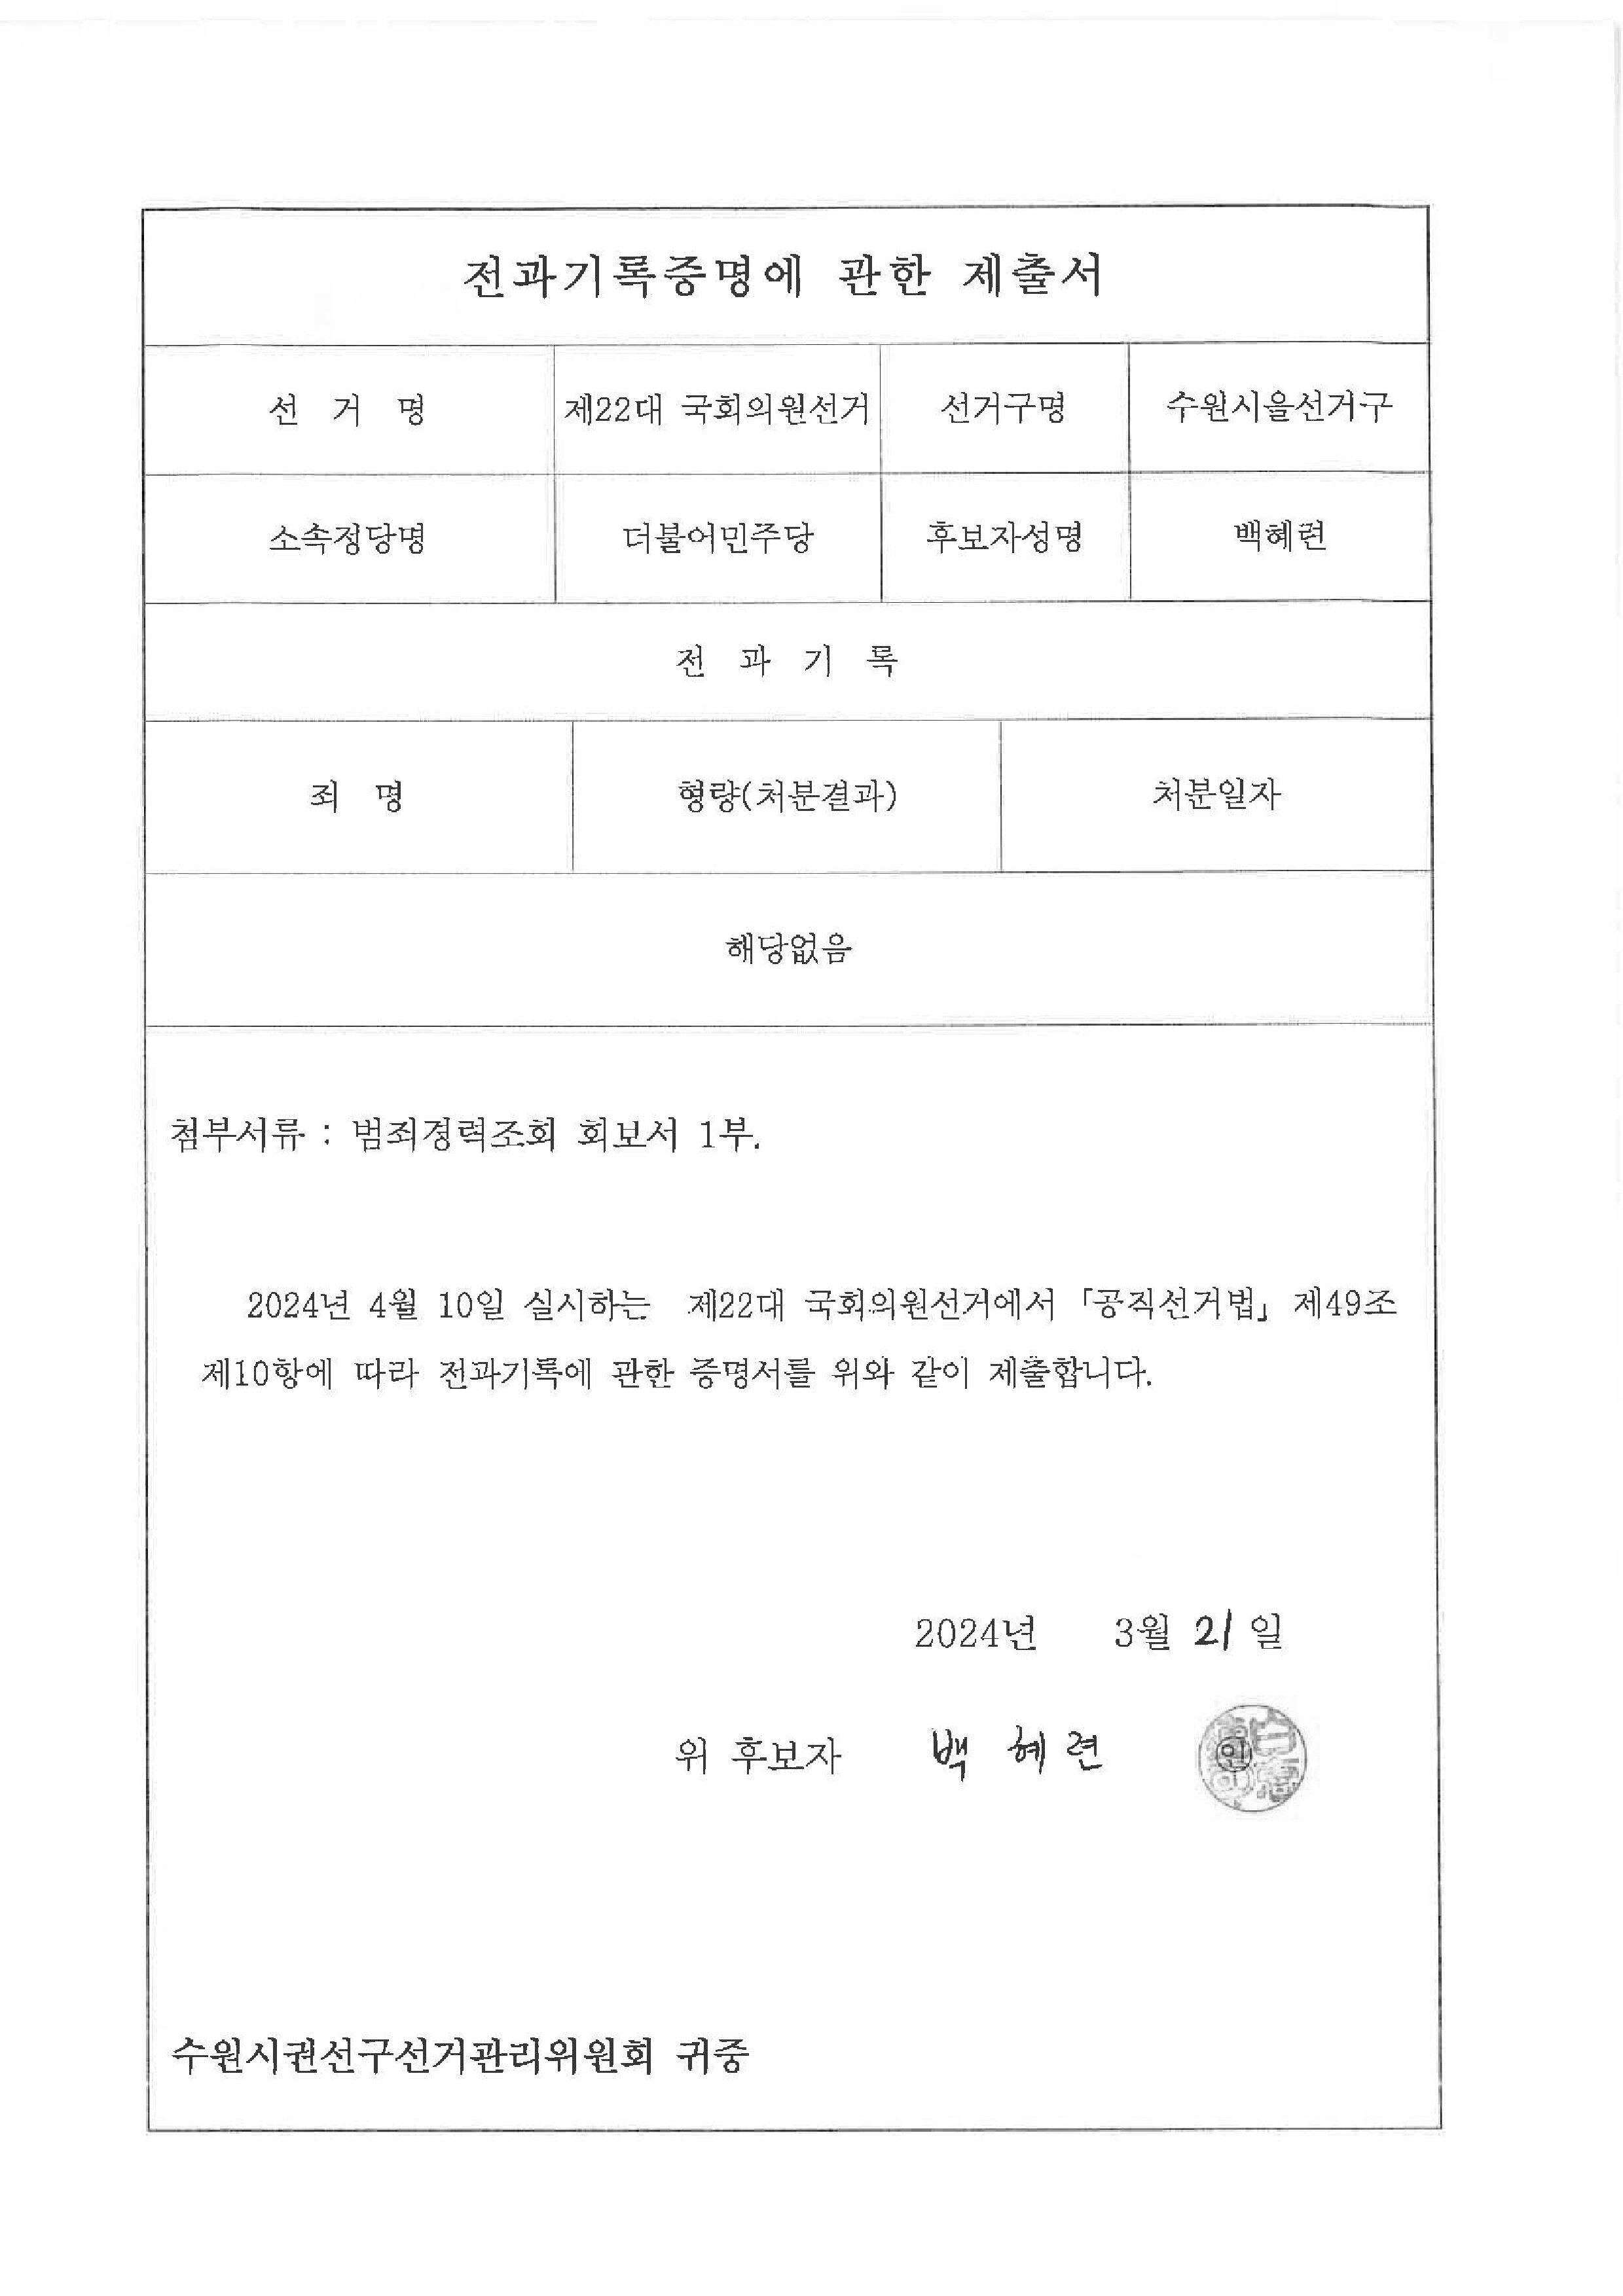 전과기록증명에 관한 제출서
선 거 명 제22대 국회의원선거 선거구명 수원시을선거구
소속정당명 더불어민주당 후보자성명 백혜련
전 과 기 록
죄 명 형량(처분결과) 처분일자
해당없음
첨부서류 : 범죄경력조회 회보서 1부.
2024년 4월 10일 실시하는 제22대 국회의원선거에서 「공직선거법」 제49조
제10항에 따라 전과기록에 관한 증명서를 위와 같이 제출합니다.
2024년 3월 21일
위 후보자 백 혜 련 인
수원시권선구선거관리위원회 귀중